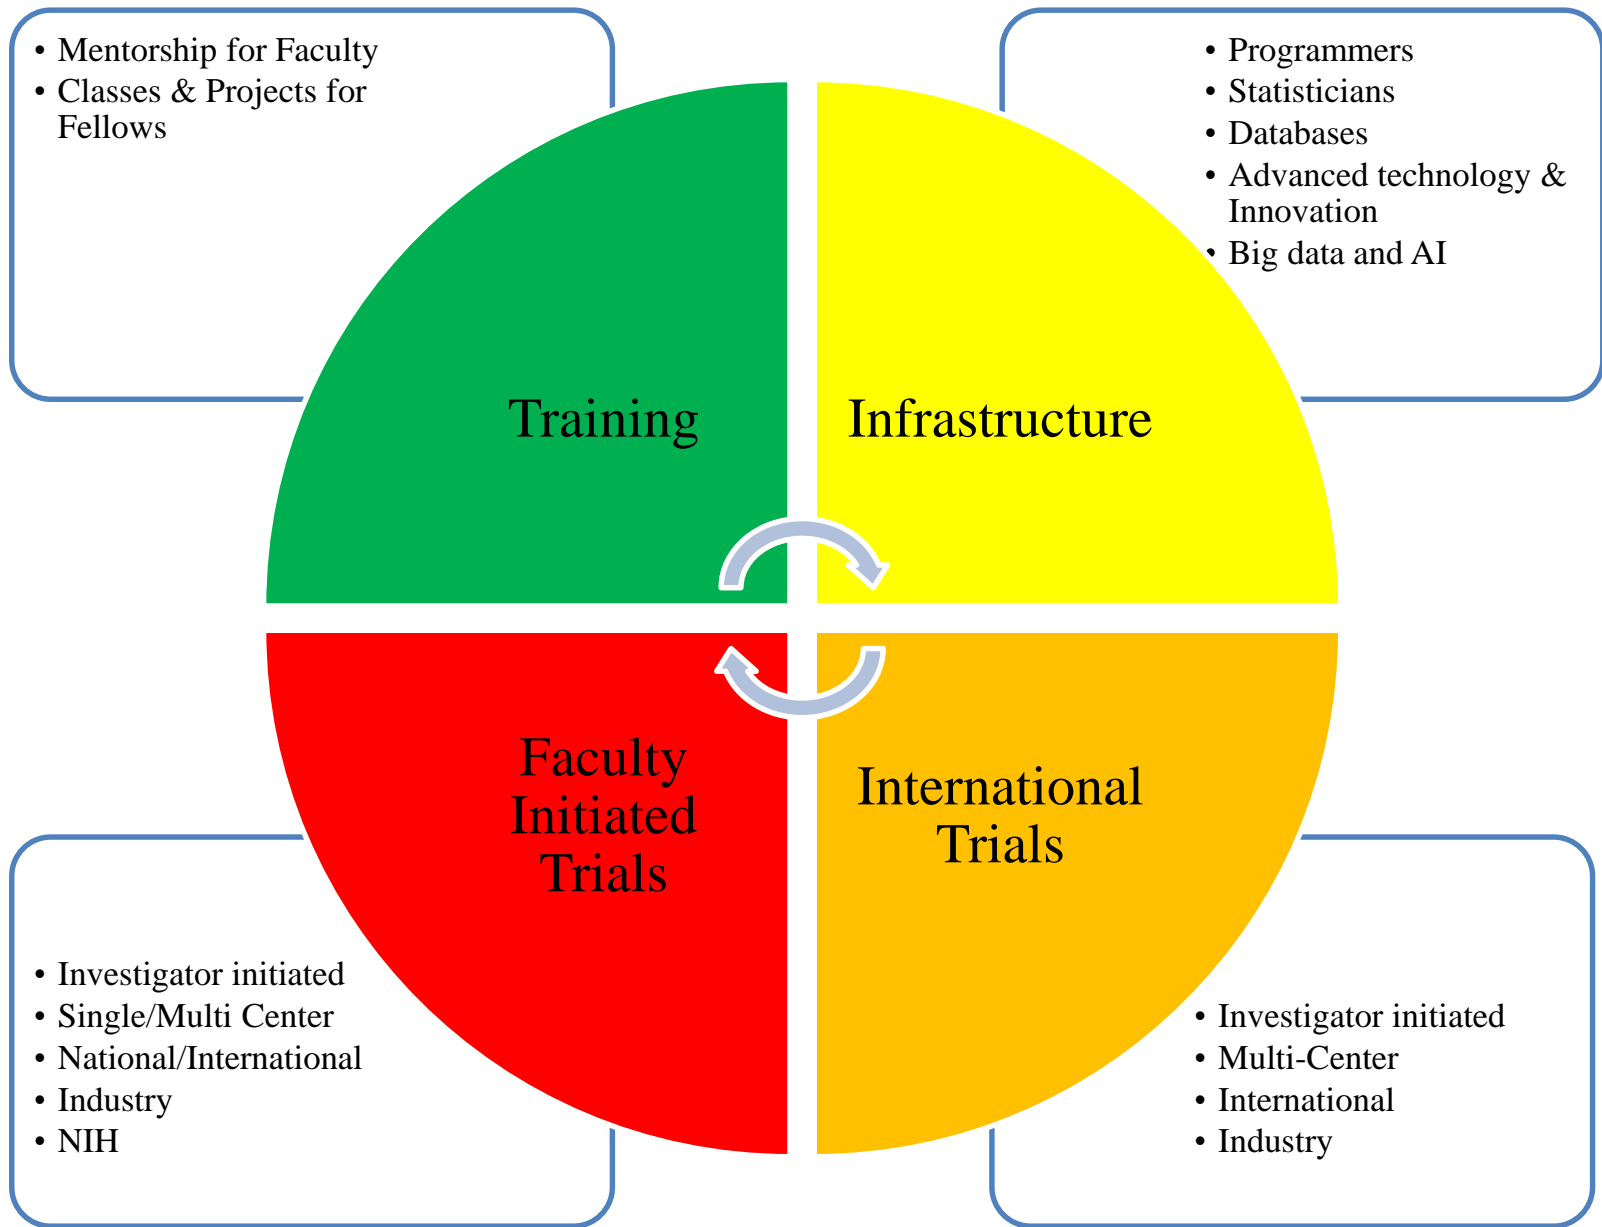 • Mentorship for Faculty
• Classes & Projects for
Fellows
• Programmers
• Statisticians
• Databases
• Advanced technology &
Innovation
• Big data and AI
Training
Infrastructure
Faculty
Initiated
Trials
International
Trials
• Investigator initiated
• Single/Multi Center
• National/International
• Industry
• NIH
• Investigator initiated
• Multi-Center
• International
• Industry